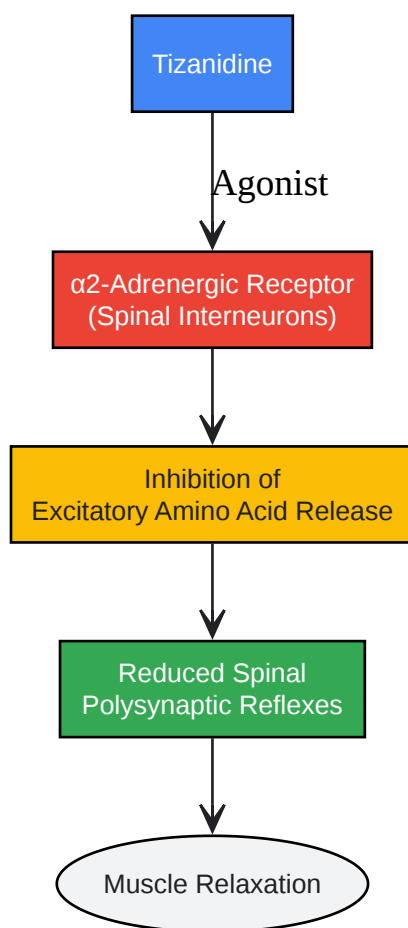 Tizanidine
Agonist
α2-Adrenergic Receptor
(Spinal Interneurons)
Inhibition of
Excitatory Amino Acid Release
Reduced Spinal
Polysynaptic Reflexes
Muscle Relaxation